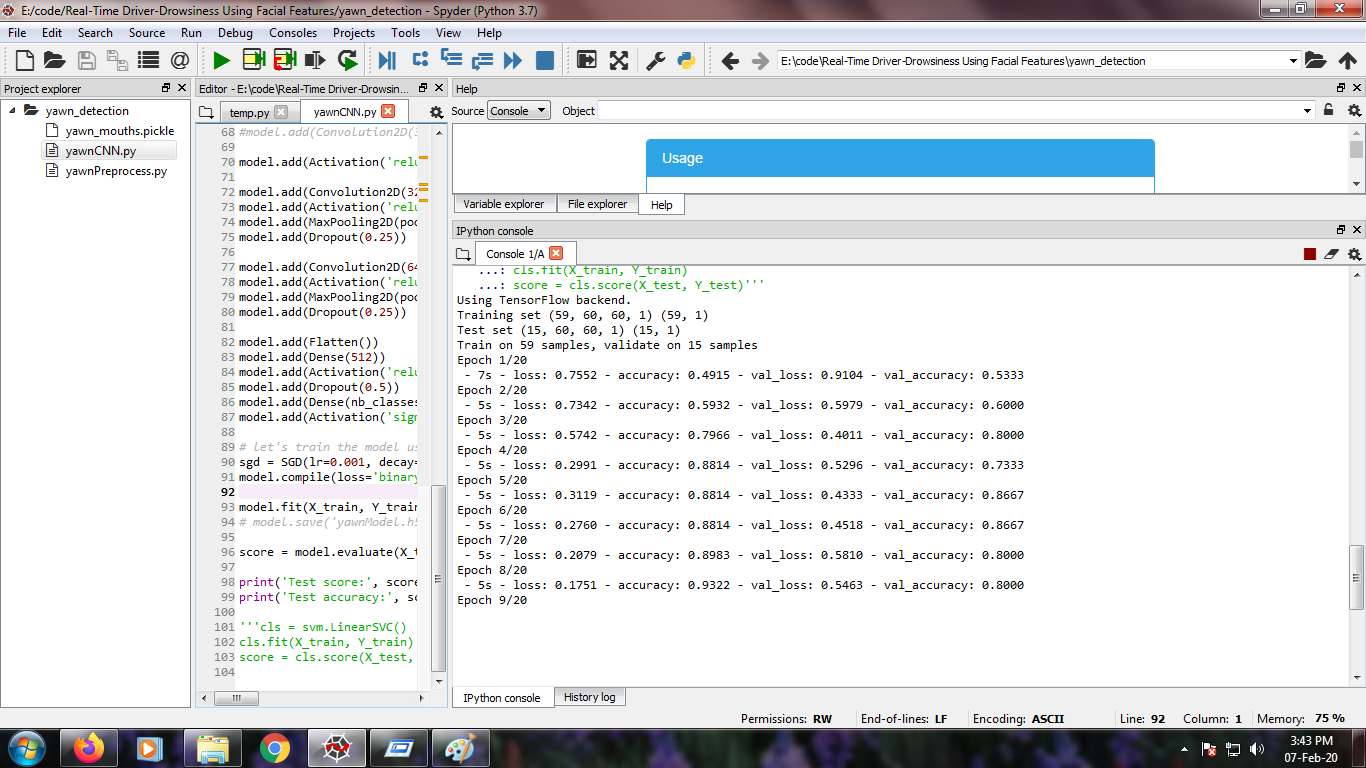 E:/code/Real-Time Driver-Drowsiness Using Facial Features/yawn_detection - Spyder (Python 3.7)
File Edit Search Source Run Debug Consoles Projects Tools View Help
E:\code\Real-Time Driver-Drowsiness Using Facial Features\yawn_detection
Project explorer
yawn_detection
yawn_mouths.pickle
yawnCNN.py
yawnPreprocess.py
Editor - E:\code\Real-Time Driver-Drowsin...
temp.py yawnCNN.py
68 #model.add(Convolution2D(3
69
70 model.add(Activation('relu
71
72 model.add(Convolution2D(32
73 model.add(Activation('relu
74 model.add(MaxPooling2D(poo
75 model.add(Dropout(0.25))
76
77 model.add(Convolution2D(64
78 model.add(Activation('relu
79 model.add(MaxPooling2D(poo
80 model.add(Dropout(0.25))
81
82 model.add(Flatten())
83 model.add(Dense(512))
84 model.add(Activation('relu
85 model.add(Dropout(0.5))
86 model.add(Dense(nb_classes
87 model.add(Activation('sigm
88
89 # let's train the model us
90 sgd = SGD(lr=0.001, decay=
91 model.compile(loss='binary
92
93 model.fit(X_train, Y_train
94 # model.save('yawnModel.h5
95
96 score = model.evaluate(X_t
97
98 print('Test score:', score
99 print('Test accuracy:', sc
100
101 '''cls = svm.LinearSVC()
102 cls.fit(X_train, Y_train)
103 score = cls.score(X_test,
104
Help
Source Console Object
Usage
Variable explorer File explorer Help
IPython console
Console 1/A
...: cls.fit(X_train, Y_train)
...: score = cls.score(X_test, Y_test)'''
Using TensorFlow backend.
Training set (59, 60, 60, 1) (59, 1)
Test set (15, 60, 60, 1) (15, 1)
Train on 59 samples, validate on 15 samples
Epoch 1/20
- 7s - loss: 0.7552 - accuracy: 0.4915 - val_loss: 0.9104 - val_accuracy: 0.5333
Epoch 2/20
- 5s - loss: 0.7342 - accuracy: 0.5932 - val_loss: 0.5979 - val_accuracy: 0.6000
Epoch 3/20
- 5s - loss: 0.5742 - accuracy: 0.7966 - val_loss: 0.4011 - val_accuracy: 0.8000
Epoch 4/20
- 5s - loss: 0.2991 - accuracy: 0.8814 - val_loss: 0.5296 - val_accuracy: 0.7333
Epoch 5/20
- 5s - loss: 0.3119 - accuracy: 0.8814 - val_loss: 0.4333 - val_accuracy: 0.8667
Epoch 6/20
- 5s - loss: 0.2760 - accuracy: 0.8814 - val_loss: 0.4518 - val_accuracy: 0.8667
Epoch 7/20
- 5s - loss: 0.2079 - accuracy: 0.8983 - val_loss: 0.5810 - val_accuracy: 0.8000
Epoch 8/20
- 5s - loss: 0.1751 - accuracy: 0.9322 - val_loss: 0.5463 - val_accuracy: 0.8000
Epoch 9/20
IPython console History log
Permissions: RW End-of-lines: LF Encoding: ASCII Line: 92 Column: 1 Memory: 75 %
3:43 PM
07-Feb-20